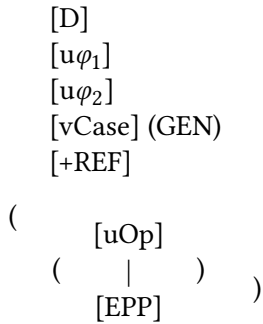 [D]
[uφ₁]
[uφ₂]
[vCase] (GEN)
[+REF]
(
[uOp]
( | )
[EPP]
)